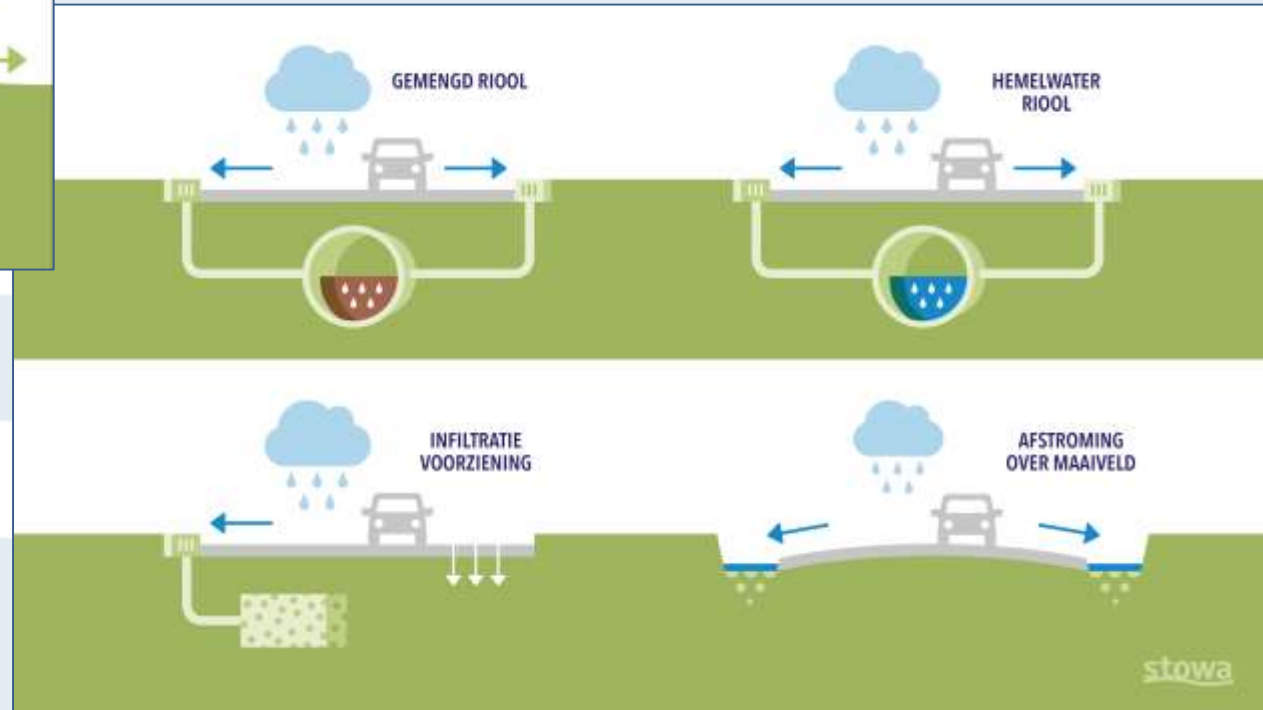 GEMENGD RIOOL
HEMELWATER
RIOOL
INFILTRATIE
VOORZIENING
AFSTROMING
OVER MAAIVELD
stowa